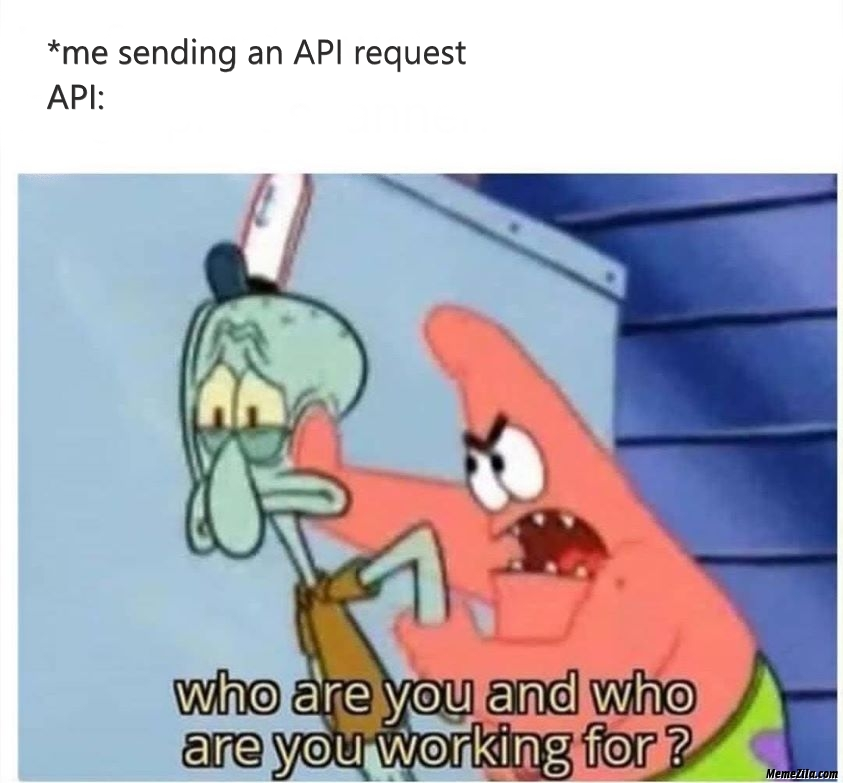 *me sending an API request
API:
who are you and who
are you working for ?
MemeZila.com